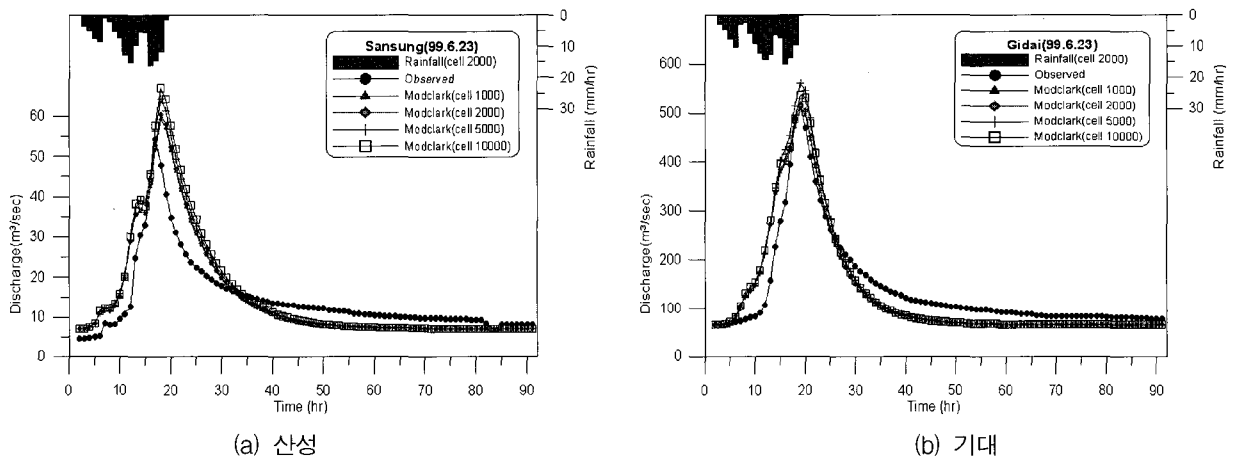 Sansung(99.6.23)
Rainfall(cell 2000)
Observed
Modclark(cell 1000)
Modclark(cell 2000)
Modclark(cell 5000)
Modclark(cell 10000)
0
10
20
30
Rainfall (mm/hr)
60
50
40
30
20
10
0
Discharge(m³/sec)
0 10 20 30 40 50 60 70 80 90
Time (hr)
(a) 산성
Gidai(99.6.23)
Rainfall(cell 2000)
Observed
Modclark(cell 1000)
Modclark(cell 2000)
Modclark(cell 5000)
Modclark(cell 10000)
0
10
20
30
Rainfall (mm/hr)
600
500
400
300
200
100
0
Discharge(m³/sec)
0 10 20 30 40 50 60 70 80 90
Time (hr)
(b) 기대